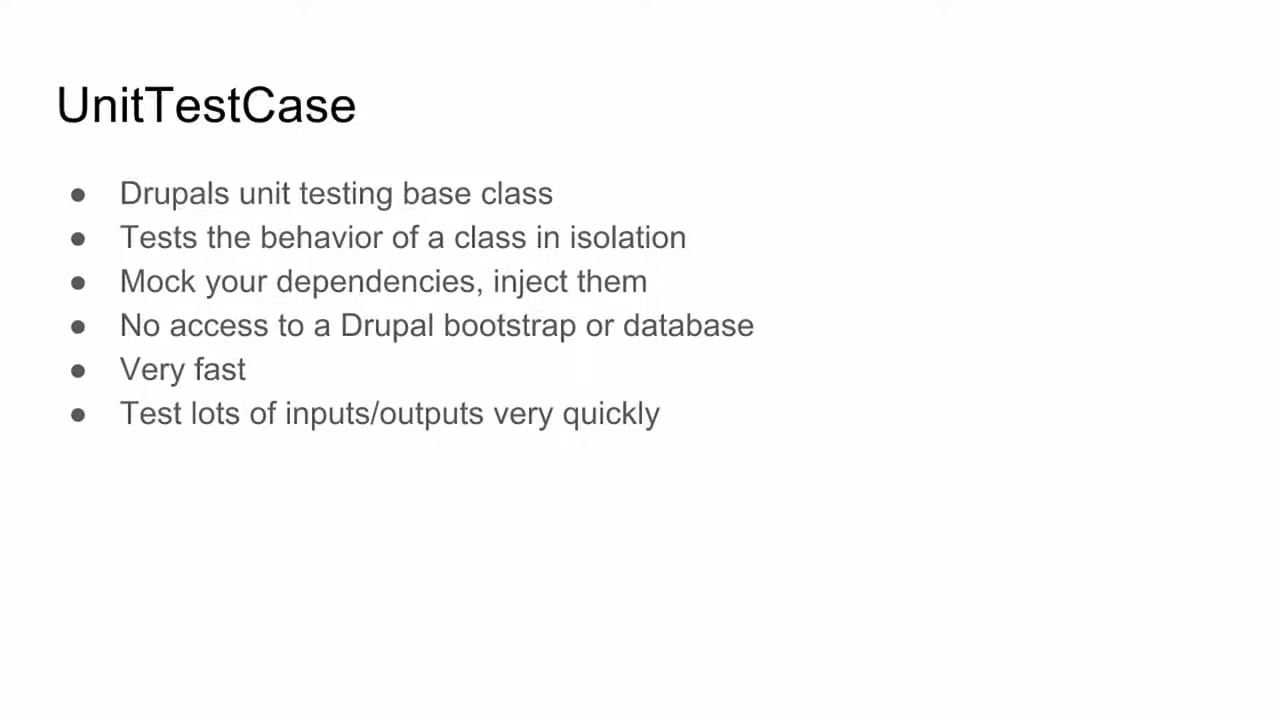 UnitTestCase
● Drupals unit testing base class
● Tests the behavior of a class in isolation
● Mock your dependencies, inject them
● No access to a Drupal bootstrap or database
● Very fast
● Test lots of inputs/outputs very quickly